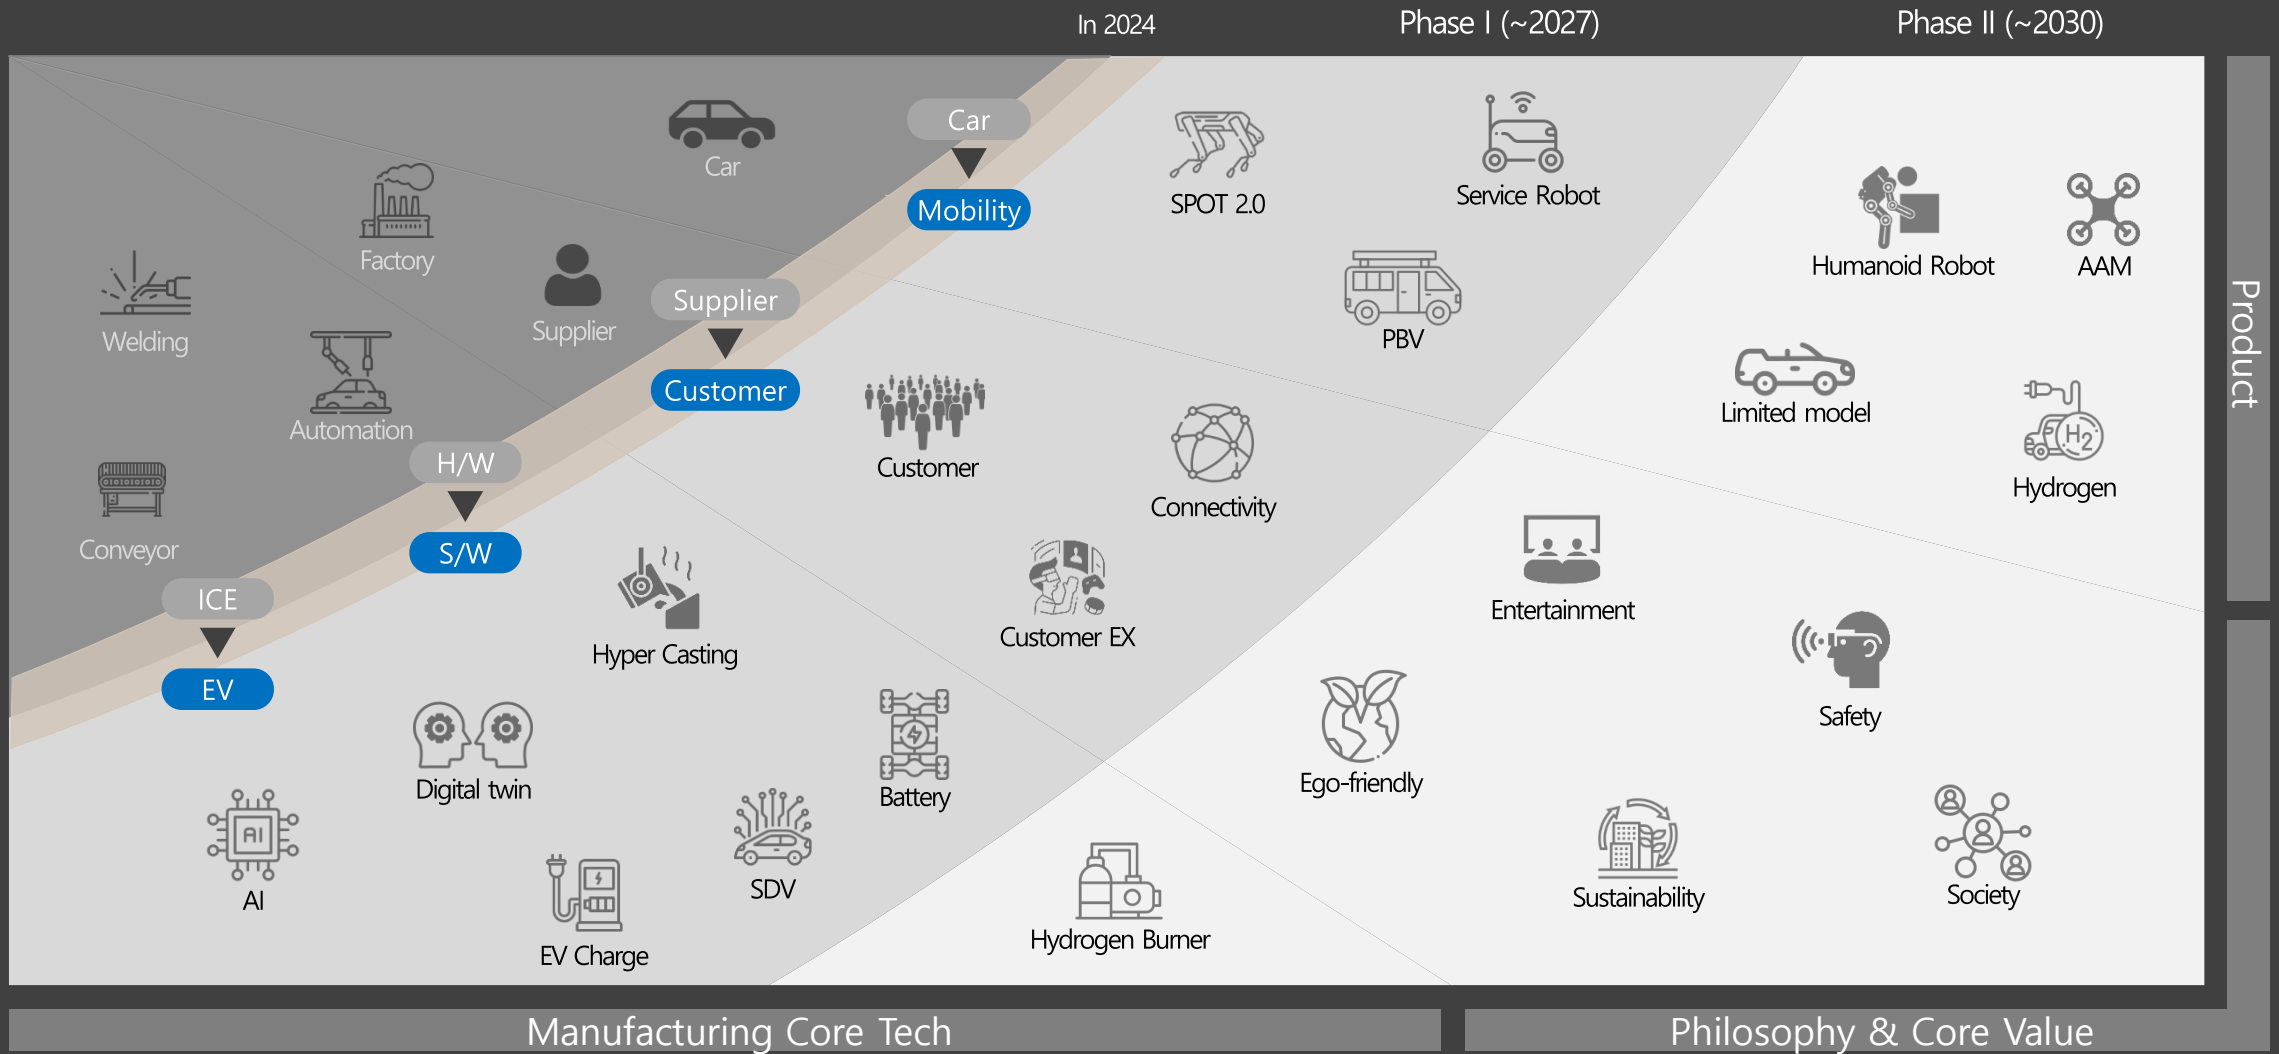 In 2024
Phase I (~2027)
Phase II (~2030)
Car
Car
Mobility
Factory
Supplier
Supplier
Customer
Welding
Automation
H/W
S/W
Conveyor
ICE
EV
SPOT 2.0
Service Robot
PBV
Customer
Connectivity
Customer EX
Hyper Casting
Digital twin
Battery
AI
AI
SDV
EV Charge
Humanoid Robot
AAM
Limited model
H2
Hydrogen
Entertainment
Safety
Ego-friendly
Sustainability
Society
Hydrogen Burner
Product
Manufacturing Core Tech
Philosophy & Core Value